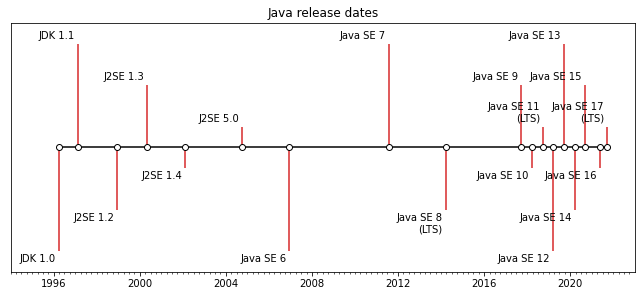 Java release dates
JDK 1.1
Java SE 7
Java SE 13
J2SE 1.3
Java SE 9
Java SE 15
Java SE 11
(LTS)
Java SE 17
(LTS)
J2SE 5.0
J2SE 1.4
Java SE 10
Java SE 16
J2SE 1.2
Java SE 8
(LTS)
Java SE 14
JDK 1.0
Java SE 6
Java SE 12
1996
2000
2004
2008
2012
2016
2020